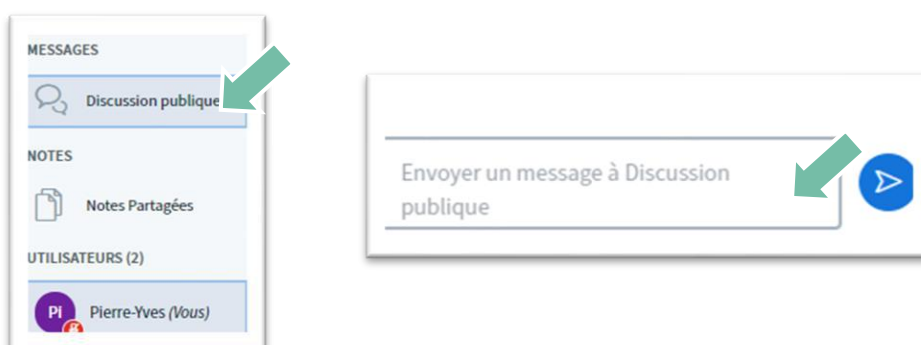 MESSAGES
Discussion publique
NOTES
Notes Partagées
UTILISATEURS (2)
Pi Pierre-Yves (Vous)
Envoyer un message à Discussion
publique